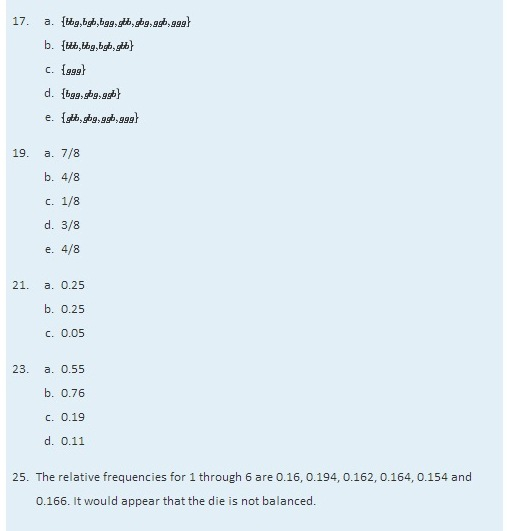 17. a. {bbg,bgb,bgg,gbb,gbg,ggb,ggg}
b. {bbb,bbg,bgb,gbb}
c. {ggg}
d. {bgg,gbg,ggb}
e. {gbb,gbg,ggb,ggg}
19. a. 7/8
b. 4/8
c. 1/8
d. 3/8
e. 4/8
21. a. 0.25
b. 0.25
c. 0.05
23. a. 0.55
b. 0.76
c. 0.19
d. 0.11
25. The relative frequencies for 1 through 6 are 0.16, 0.194, 0.162, 0.164, 0.154 and
0.166. It would appear that the die is not balanced.